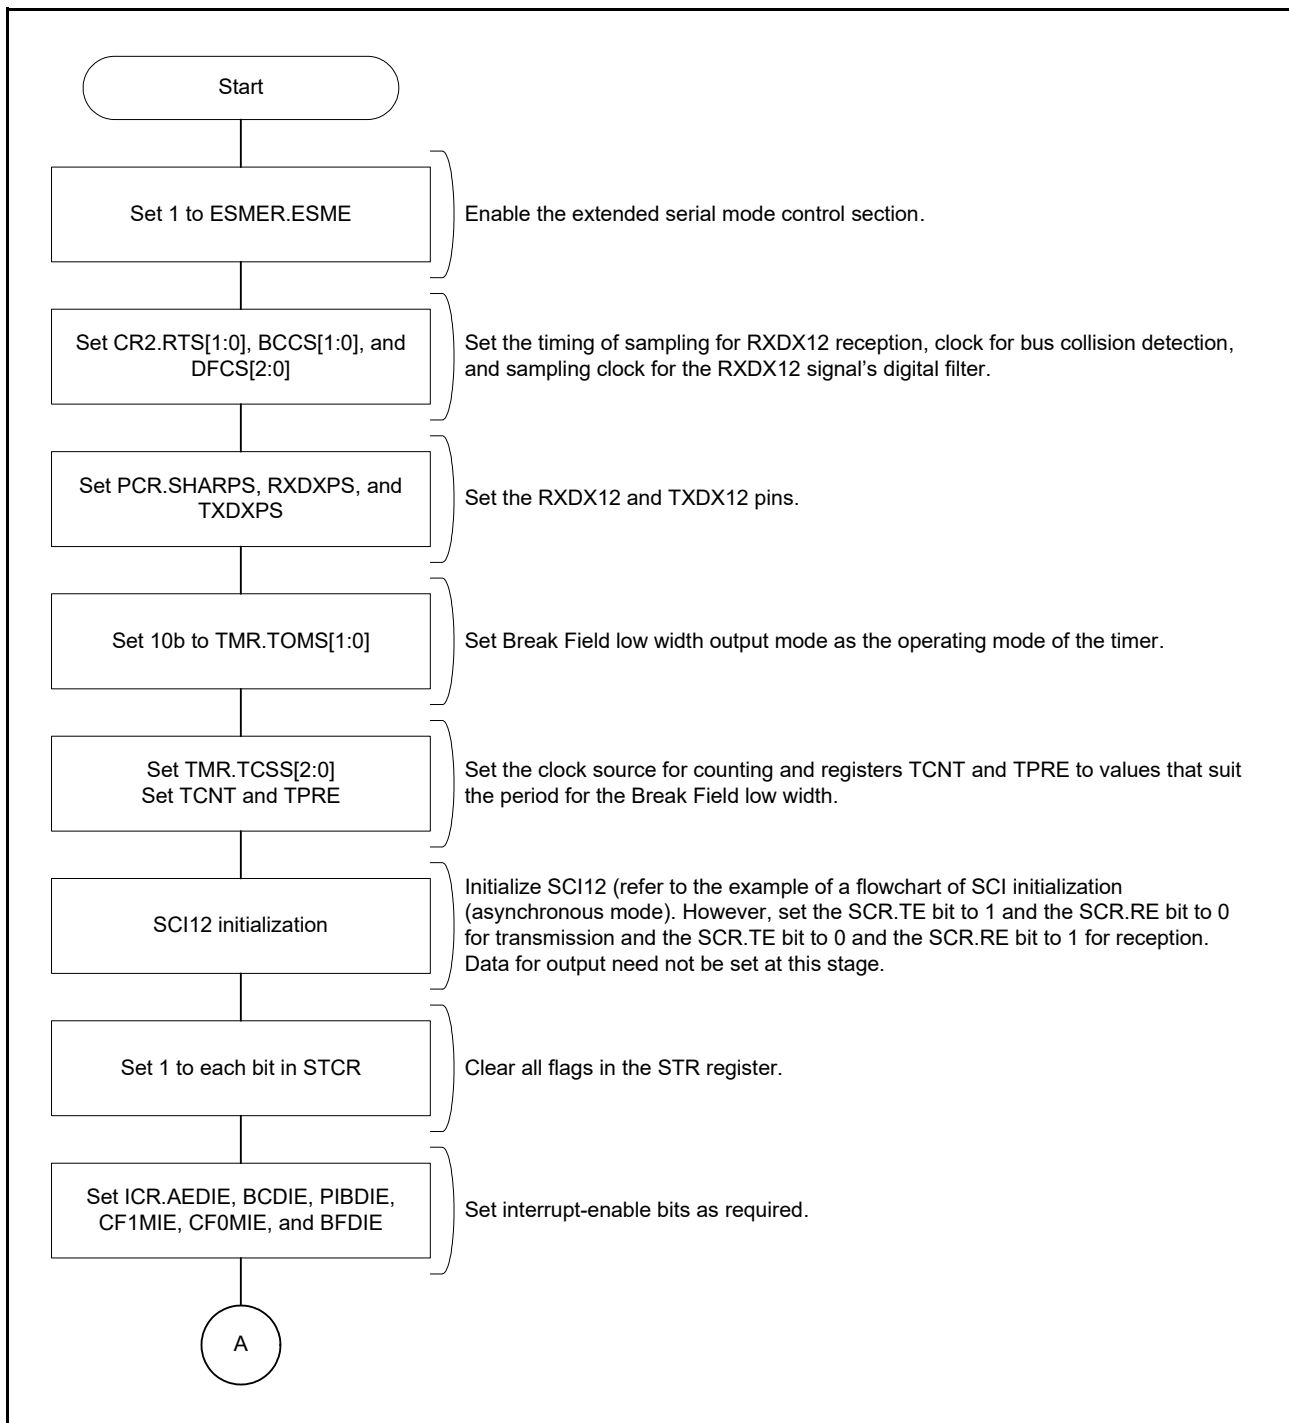 Start
Set 1 to ESMER.ESME
Enable the extended serial mode control section.
Set CR2.RTS[1:0], BCCS[1:0], and
DFCS[2:0]
Set the timing of sampling for RXDX12 reception, clock for bus collision detection,
and sampling clock for the RXDX12 signal’s digital filter.
Set PCR.SHARPS, RXDXPS, and
TXDXPS
Set the RXDX12 and TXDX12 pins.
Set 10b to TMR.TOMS[1:0]
Set Break Field low width output mode as the operating mode of the timer.
Set TMR.TCSS[2:0]
Set TCNT and TPRE
Set the clock source for counting and registers TCNT and TPRE to values that suit
the period for the Break Field low width.
SCI12 initialization
Initialize SCI12 (refer to the example of a flowchart of SCI initialization
(asynchronous mode). However, set the SCR.TE bit to 1 and the SCR.RE bit to 0
for transmission and the SCR.TE bit to 0 and the SCR.RE bit to 1 for reception.
Data for output need not be set at this stage.
Set 1 to each bit in STCR
Clear all flags in the STR register.
Set ICR.AEDIE, BCDIE, PIBDIE,
CF1MIE, CF0MIE, and BFDIE
Set interrupt-enable bits as required.
A